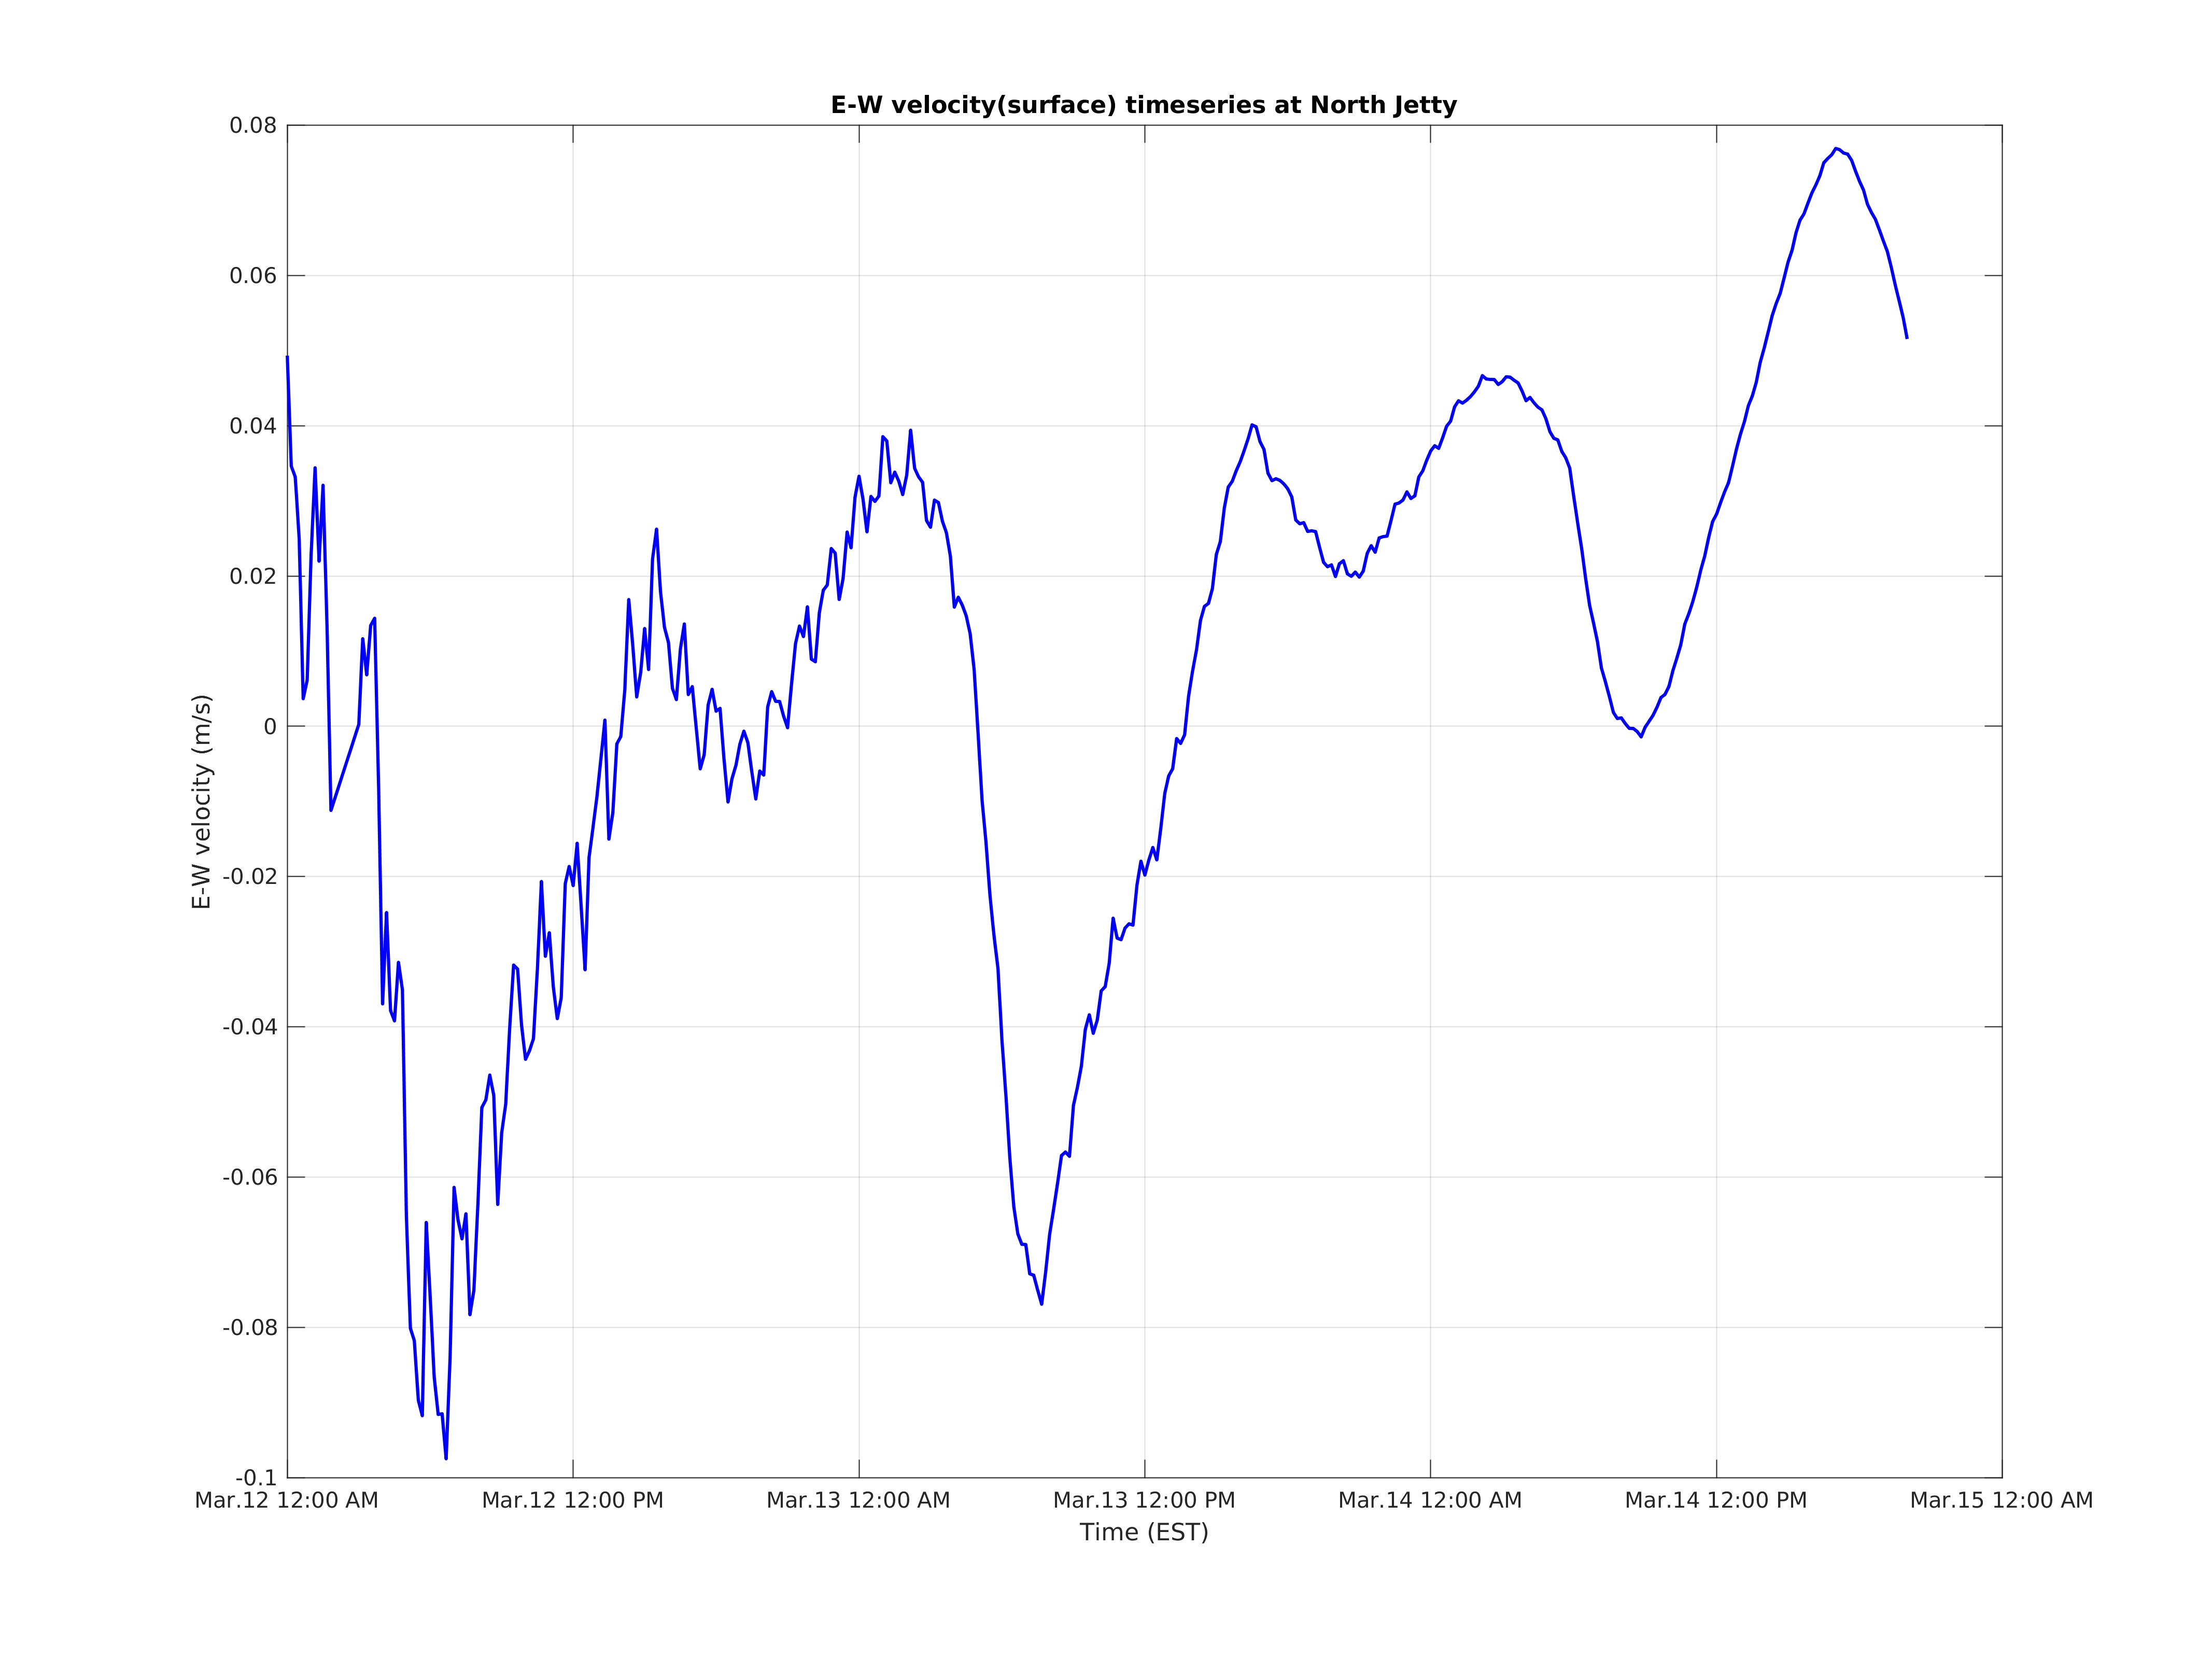 E-W velocity(surface) timeseries at North Jetty
0.08
0.06
0.04
0.02
0
-0.02
-0.04
-0.06
-0.08
-0.1
E-W velocity (m/s)
Mar.12 12:00 AM Mar.12 12:00 PM Mar.13 12:00 AM Mar.13 12:00 PM Mar.14 12:00 AM Mar.14 12:00 PM Mar.15 12:00 AM
Time (EST)